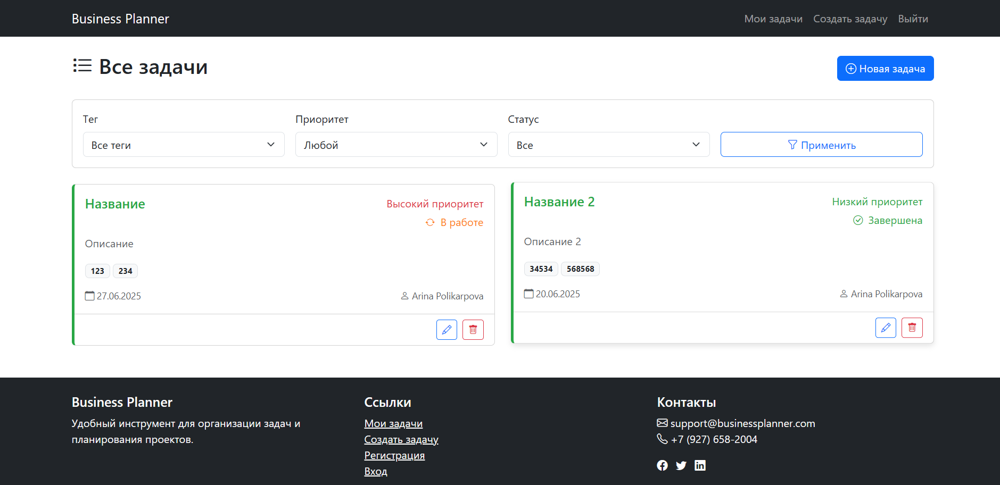 Business Planner
Мои задачи Создать задачу Выйти
Все задачи
Новая задача
Тег
Приоритет
Статус
Все теги
Любой
Все
Применить
Название
Высокий приоритет
В работе
Описание
123 234
27.06.2025
Arina Polikarpova
Название 2
Низкий приоритет
Завершена
Описание 2
34534 568568
20.06.2025
Arina Polikarpova
Business Planner
Удобный инструмент для организации задач и
планирования проектов.
Ссылки
Мои задачи
Создать задачу
Регистрация
Вход
Контакты
support@businessplanner.com
+7 (927) 658-2004